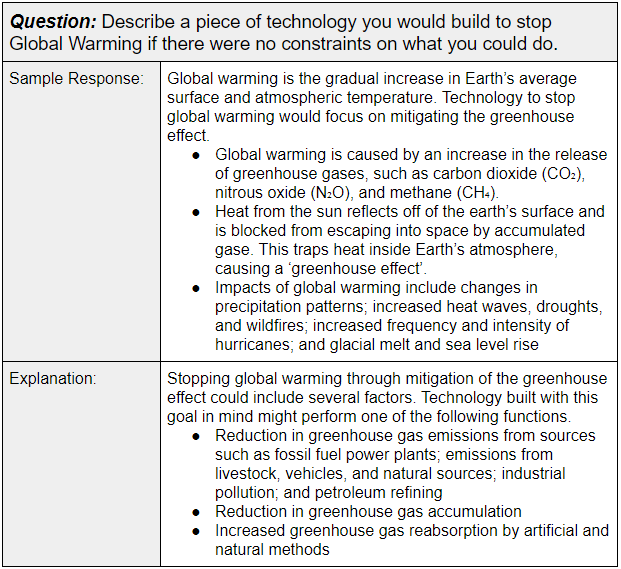 Question: Describe a piece of technology you would build to stop
Global Warming if there were no constraints on what you could do.
Sample Response:
Global warming is the gradual increase in Earth's average
surface and atmospheric temperature. Technology to stop
global warming would focus on mitigating the greenhouse
effect.
● Global warming is caused by an increase in the release
of greenhouse gases, such as carbon dioxide (CO₂),
nitrous oxide (N₂O), and methane (CH₄).
● Heat from the sun reflects off of the earth's surface and
is blocked from escaping into space by accumulated
gase. This traps heat inside Earth's atmosphere,
causing a 'greenhouse effect'.
● Impacts of global warming include changes in
precipitation patterns; increased heat waves, droughts,
and wildfires; increased frequency and intensity of
hurricanes; and glacial melt and sea level rise
Explanation:
Stopping global warming through mitigation of the greenhouse
effect could include several factors. Technology built with this
goal in mind might perform one of the following functions.
● Reduction in greenhouse gas emissions from sources
such as fossil fuel power plants; emissions from
livestock, vehicles, and natural sources; industrial
pollution; and petroleum refining
● Reduction in greenhouse gas accumulation
● Increased greenhouse gas reabsorption by artificial and
natural methods